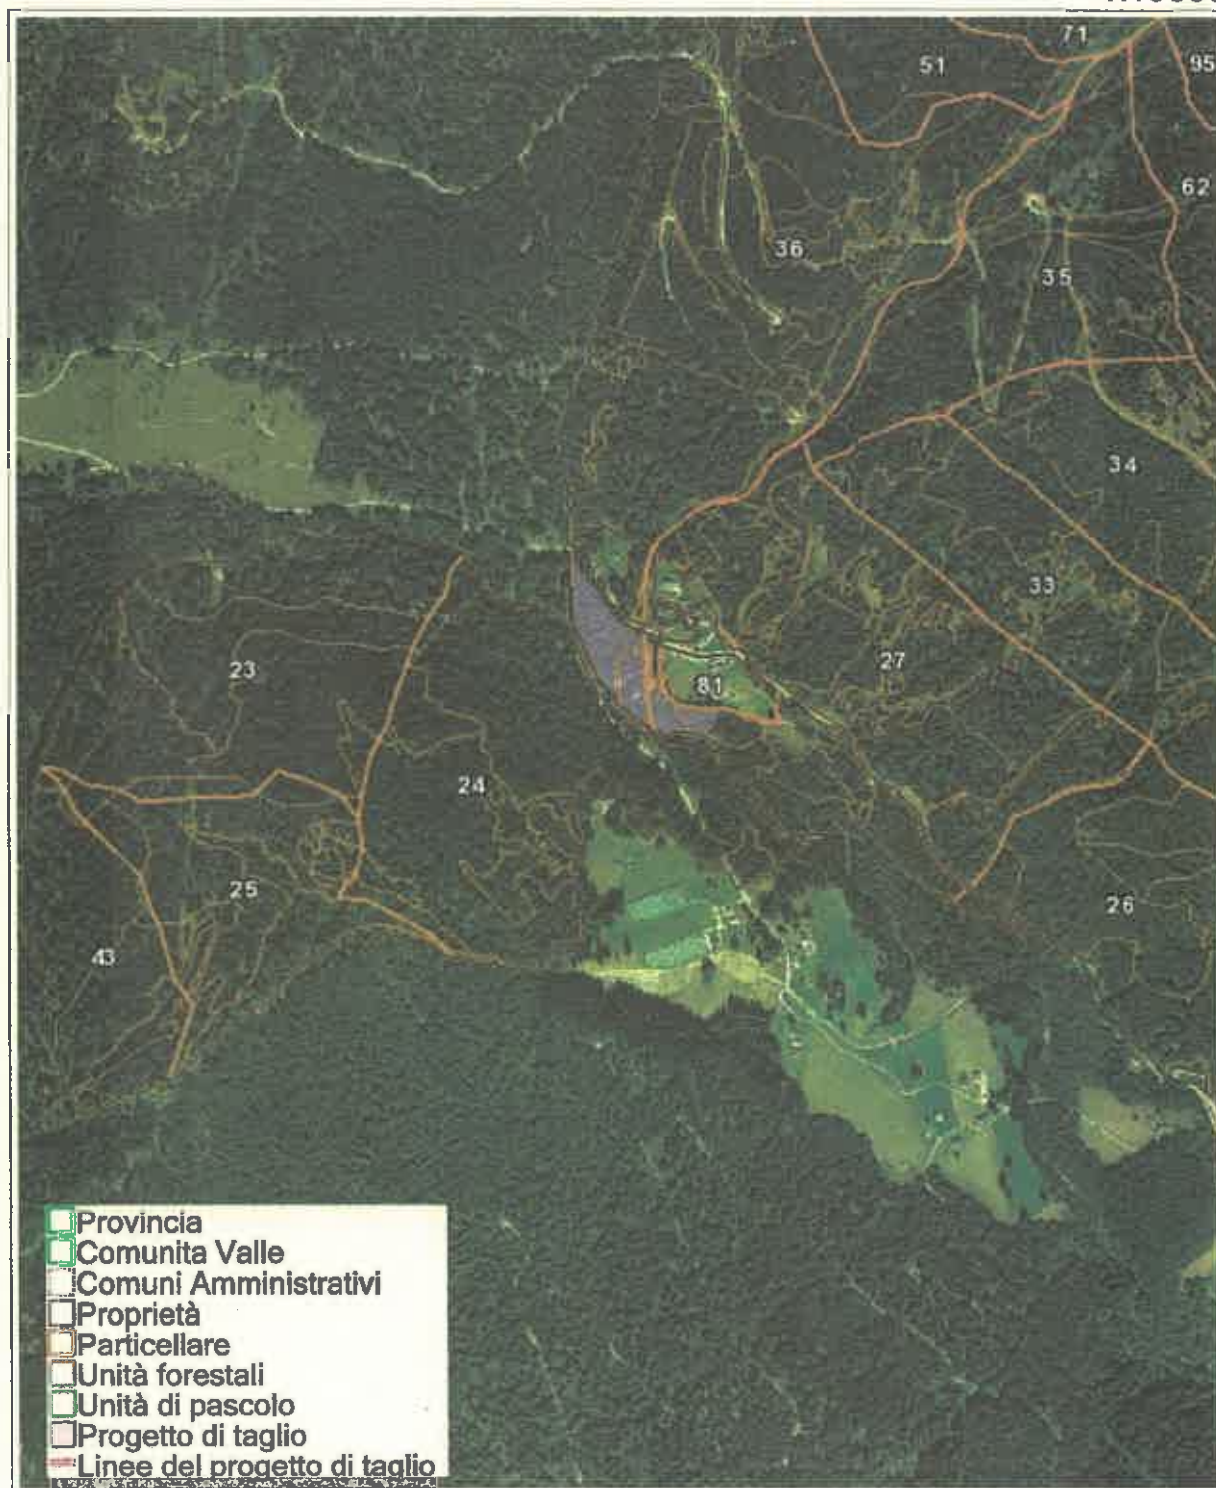 71
51
95
62
36
35
34
33
27
23
81
24
25
26
43
Provincia
Comunita Valle
Comuni Amministrativi
Proprietà
Particellare
Unità forestali
Unità di pascolo
Progetto di taglio
Linee del progetto di taglio